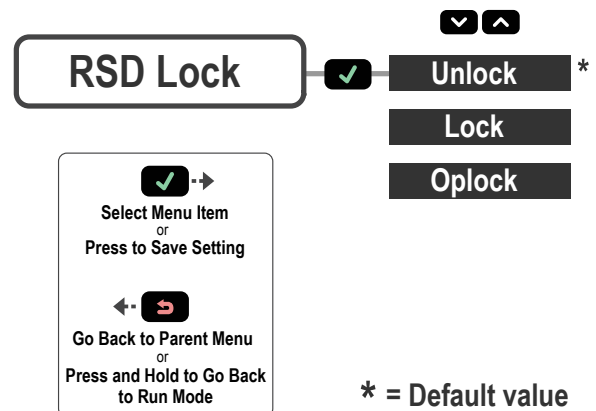 RSD Lock
Unlock *
Lock
Oplock
Select Menu Item
or
Press to Save Setting
Go Back to Parent Menu
or
Press and Hold to Go Back
to Run Mode
* = Default value